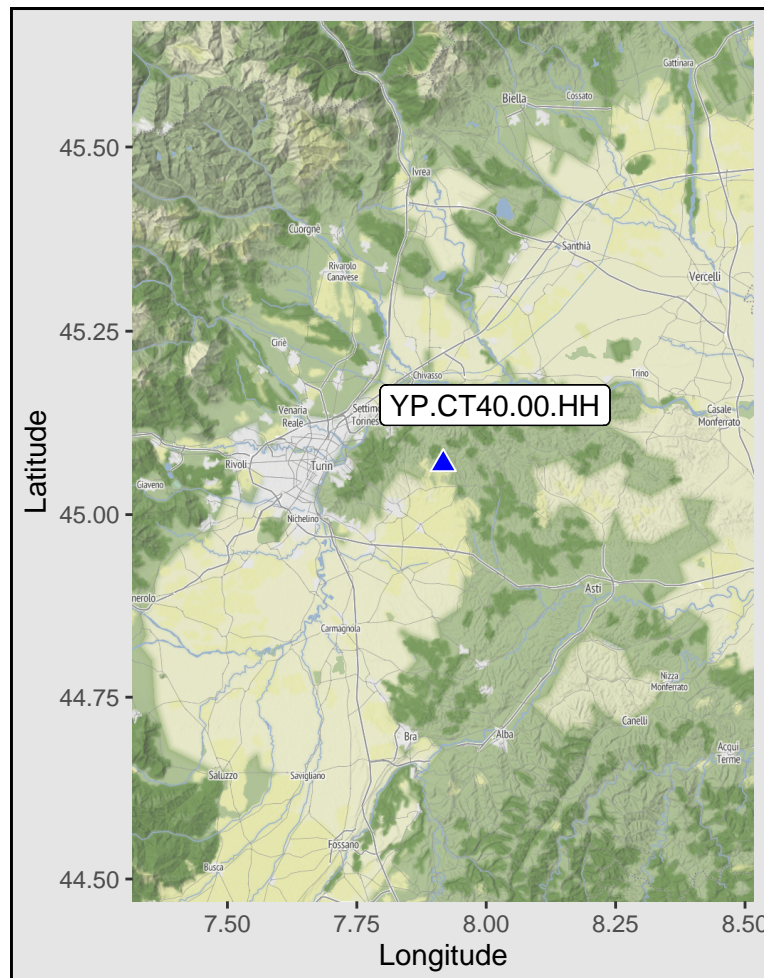 Gattinara
Biella
Cossato
45.50
Ivrea
Cuorgnè
Santhià
Rivarolo
Canavese
Vercelli
45.25
Ciriè
Chivasso
Trino
YP.CT40.00.HH
Venaria
Reale
Settimo
Torinese
Casale
Monferrato
Rivoli
Turin
Giaveno
Latitude
45.00
Nichelino
Asti
nerolo
Carmagnola
44.75
Nizza
Monferrato
Canelli
Bra
Alba
Acqui
Terme
Saluzzo
Savigliano
Fossano
Busca
44.50
7.50
7.75
8.00
8.25
8.50
Longitude